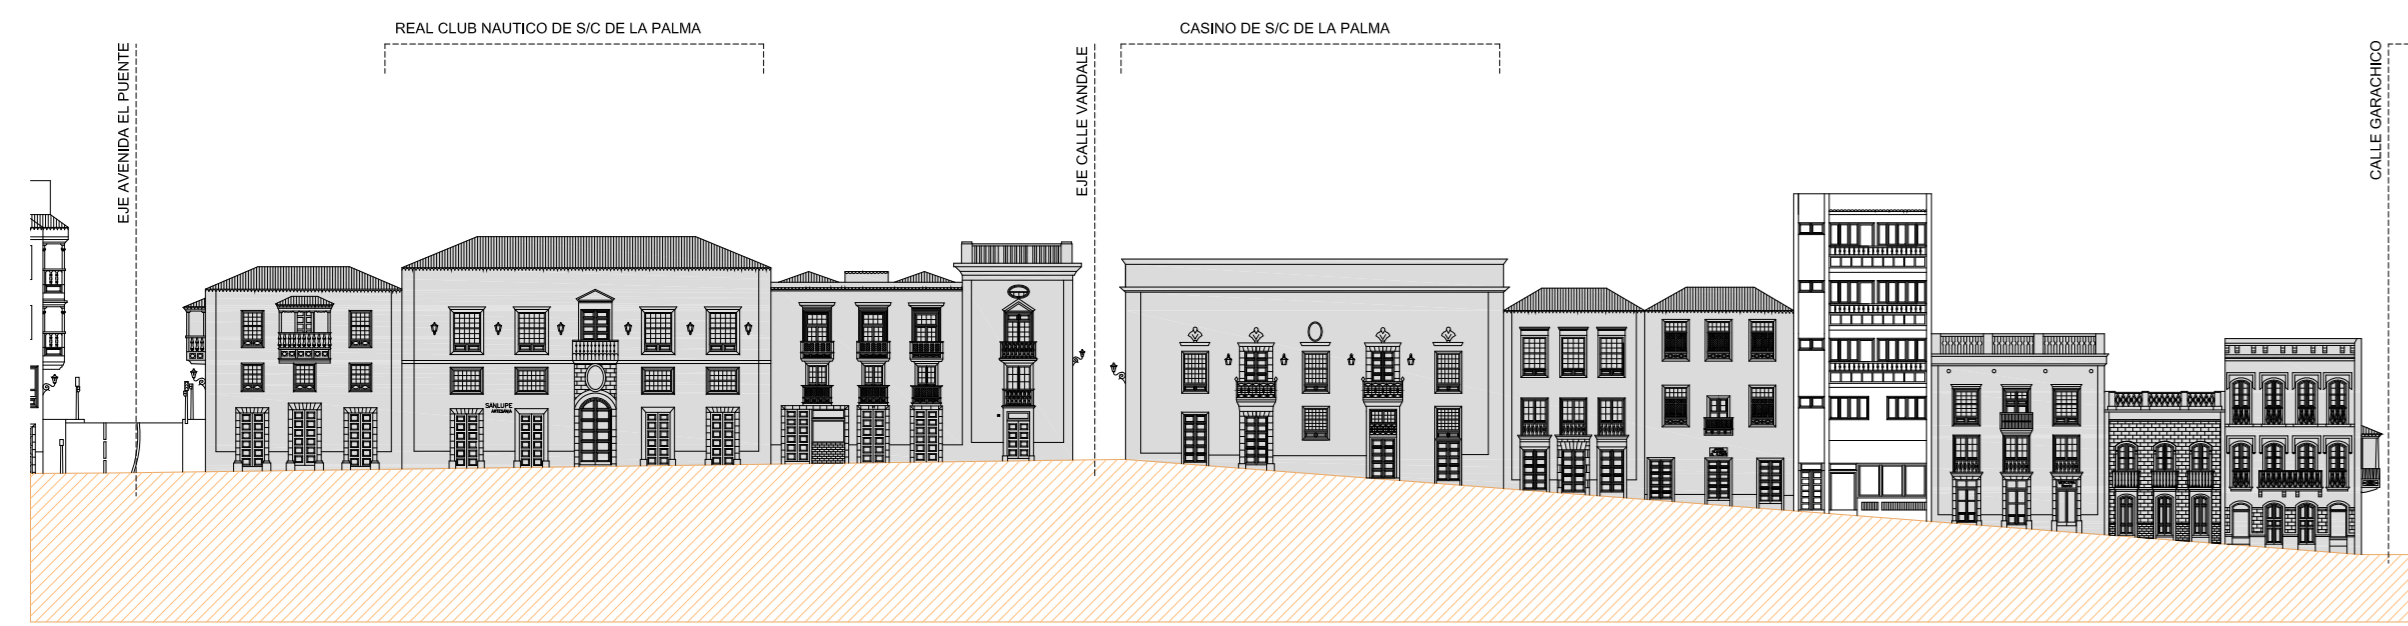 REAL CLUB NAUTICO DE S/C DE LA PALMA
CASINO DE S/C DE LA PALMA
EJE AVENIDA EL PUENTE
EJE CALLE VANDALE
CALLE GARACHICO
SANLUPE
ARTESANIA